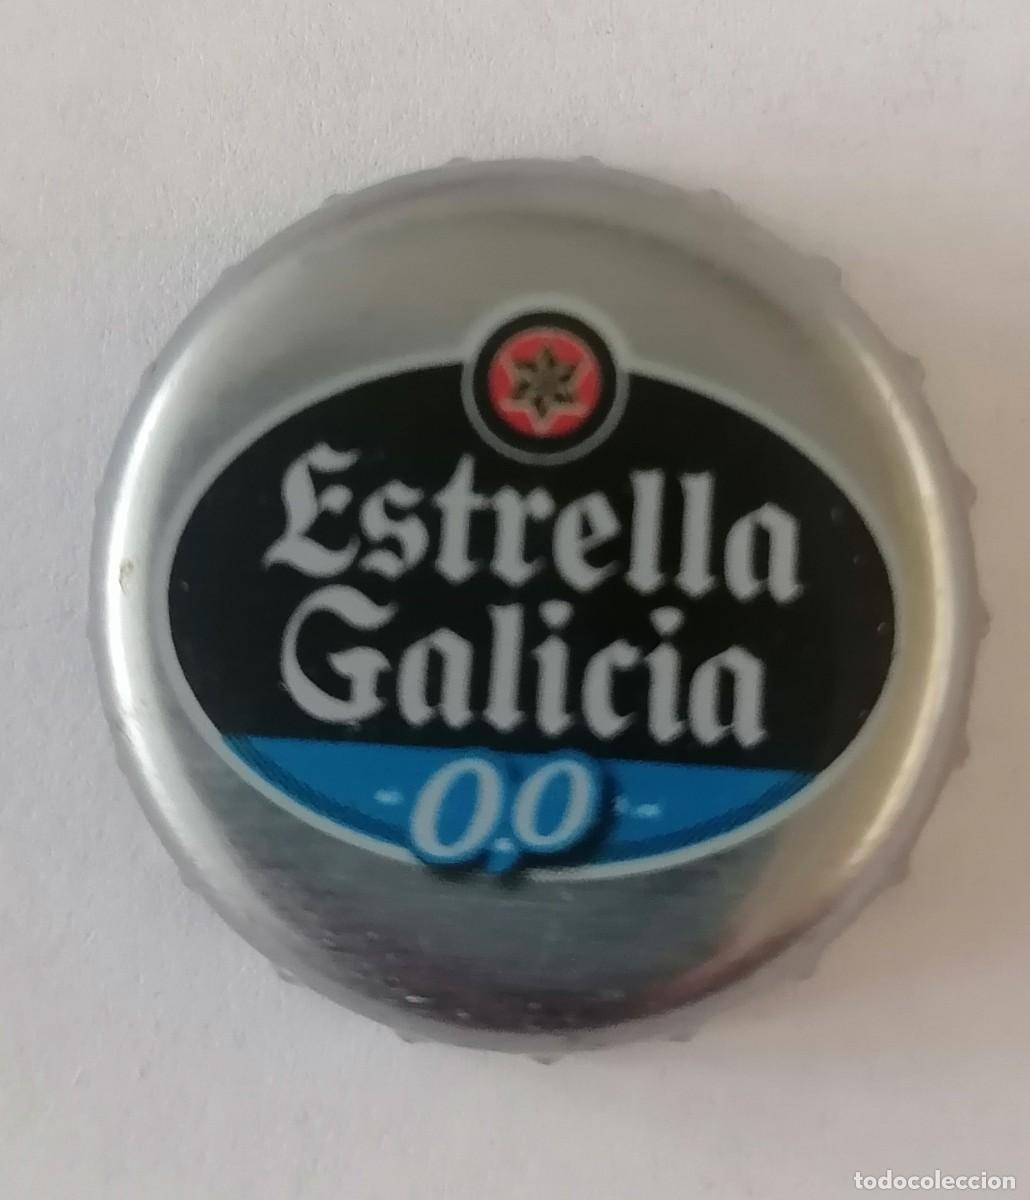 Estrella
Galicia
- 0,0 -
todocoleccion